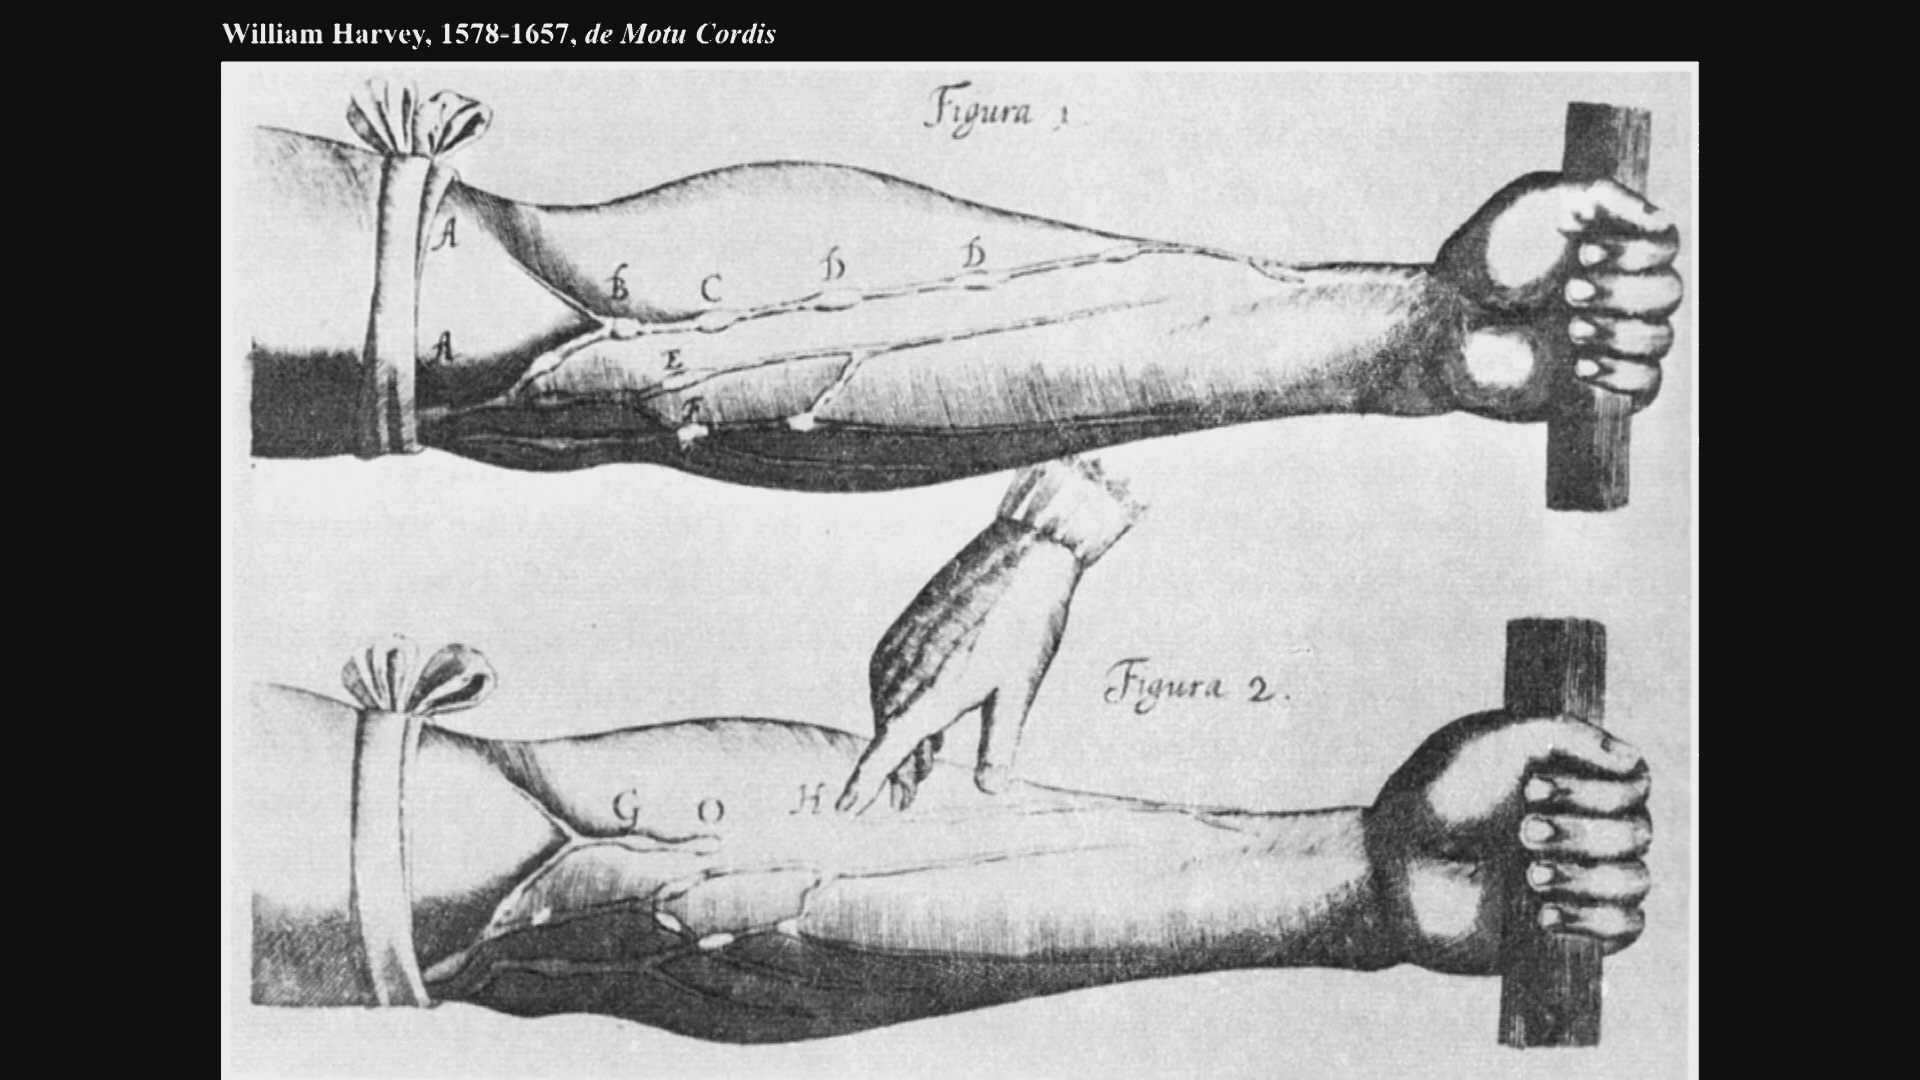 William Harvey, 1578-1657, de Motu Cordis
Figura 1.
A
B
C
D
D
A
E
F
Figura 2.
G
O
H